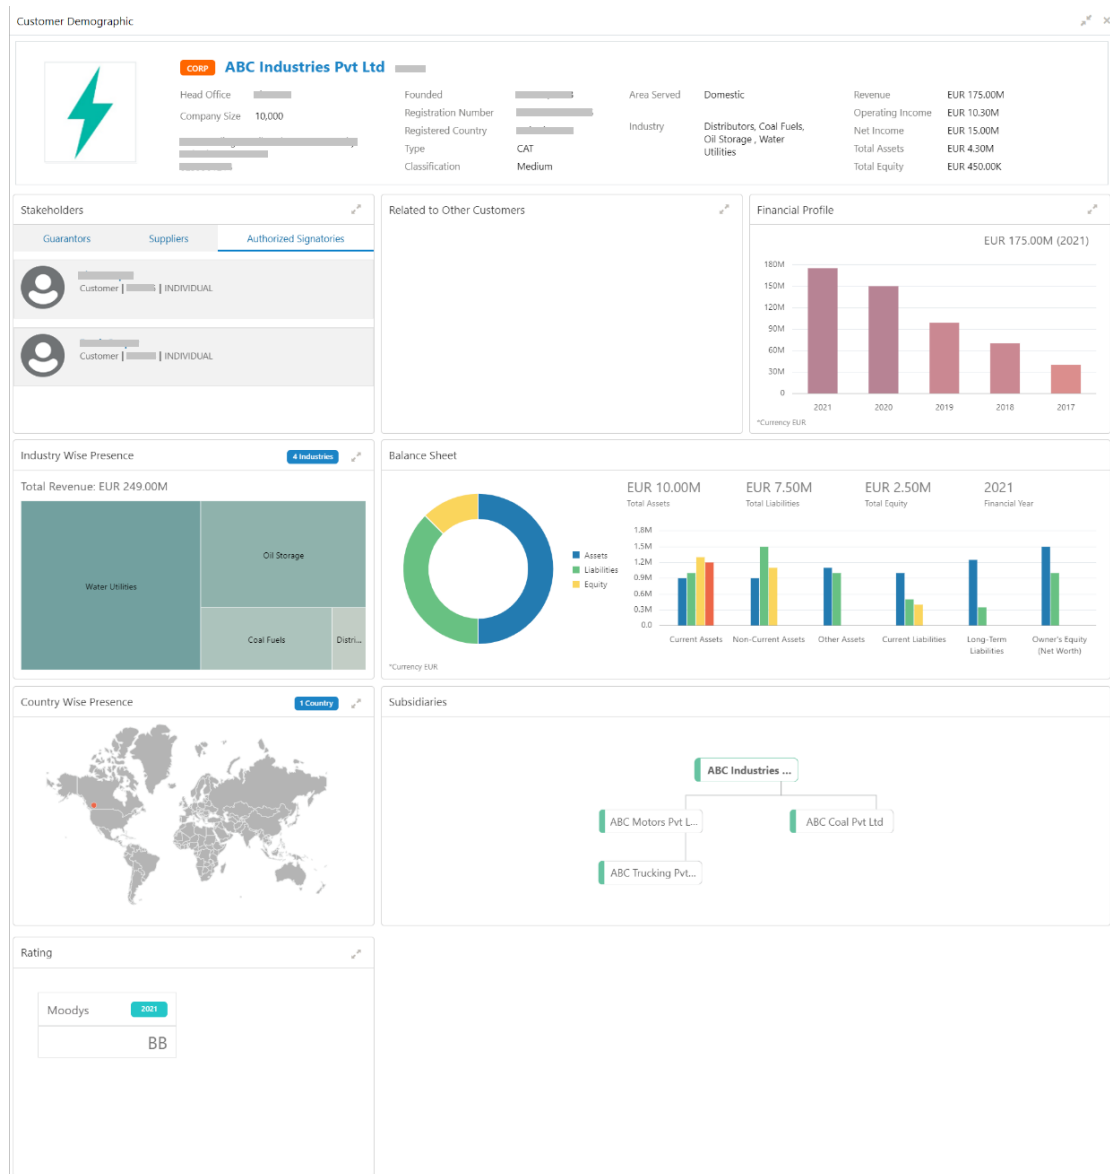 Customer Demographic
CORP ABC Industries Pvt Ltd
Head Office
Company Size 10,000
Founded
Registration Number
Registered Country
Type CAT
Classification Medium
Area Served Domestic
Industry Distributors, Coal Fuels,
Oil Storage , Water
Utilities
Revenue EUR 175.00M
Operating Income EUR 10.30M
Net Income EUR 15.00M
Total Assets EUR 4.30M
Total Equity EUR 450.00K
Stakeholders
Guarantors Suppliers Authorized Signatories
Customer | | INDIVIDUAL
Customer | | INDIVIDUAL
Related to Other Customers
Financial Profile
EUR 175.00M (2021)
180M
150M
120M
90M
60M
30M
0
2021 2020 2019 2018 2017
*Currency EUR
Industry Wise Presence 4 Industries
Total Revenue: EUR 249.00M
Water Utilities
Oil Storage
Coal Fuels
Distri...
Balance Sheet
Assets
Liabilities
Equity
*Currency EUR
EUR 10.00M EUR 7.50M EUR 2.50M 2021
Total Assets Total Liabilities Total Equity Financial Year
1.8M
1.5M
1.2M
0.9M
0.6M
0.3M
0.0
Current Assets Non-Current Assets Other Assets Current Liabilities Long-Term Owner's Equity
Liabilities (Net Worth)
Country Wise Presence 1 Country
Subsidiaries
ABC Industries ...
ABC Motors Pvt L... ABC Coal Pvt Ltd
ABC Trucking Pvt...
Rating
Moodys 2021
BB